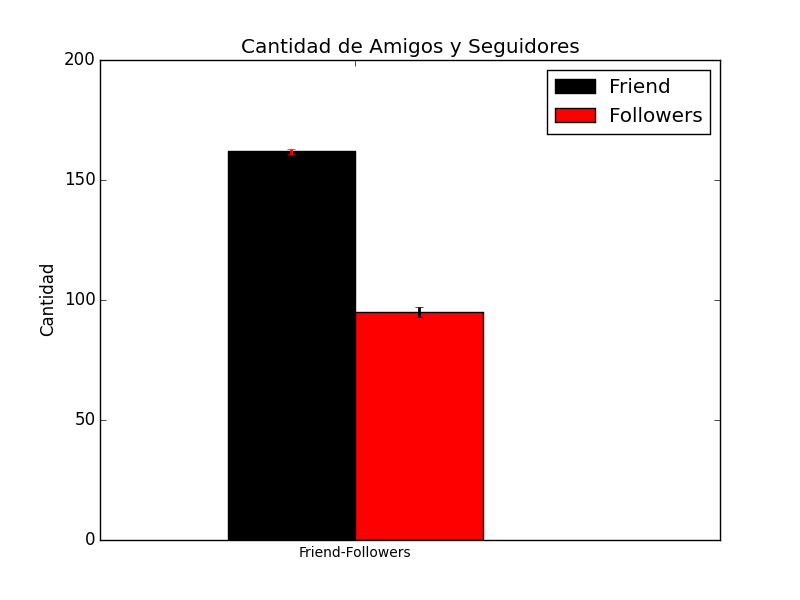 Cantidad de Amigos y Seguidores
200
150
100
50
0
Cantidad
Friend
Followers
Friend-Followers